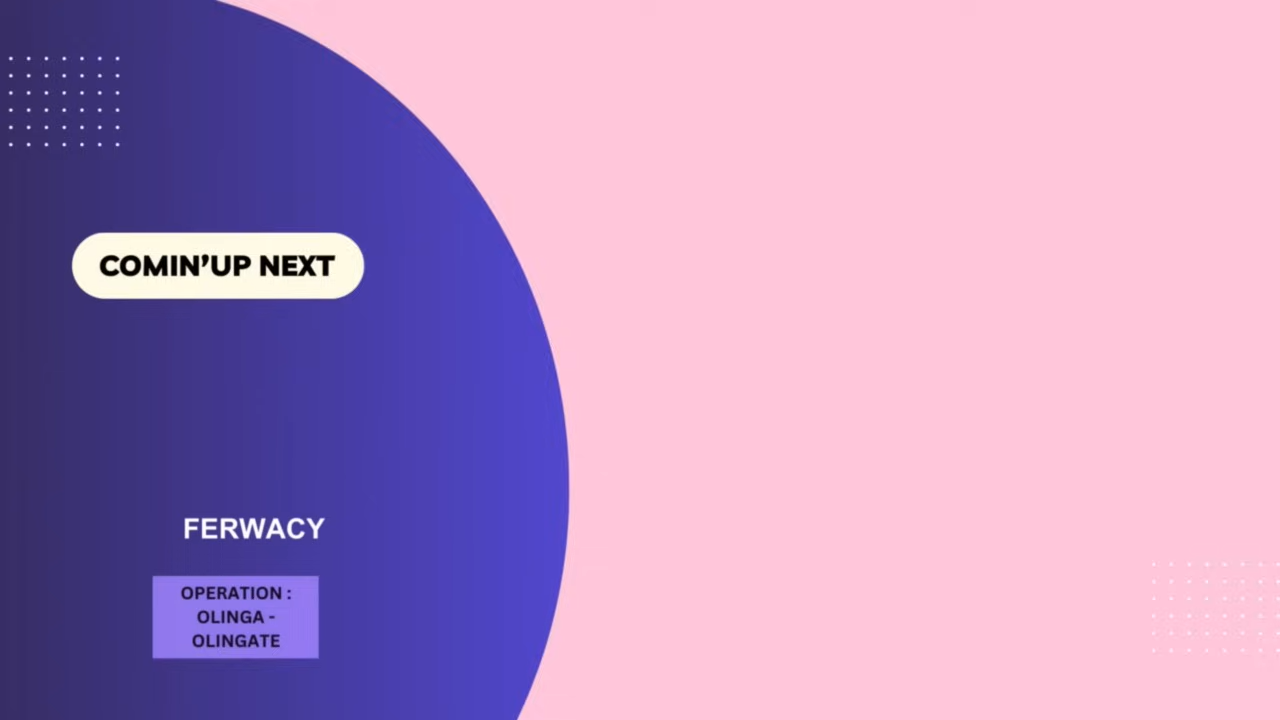 COMIN'UP NEXT
FERWACY
OPERATION :
OLINGA -
OLINGATE